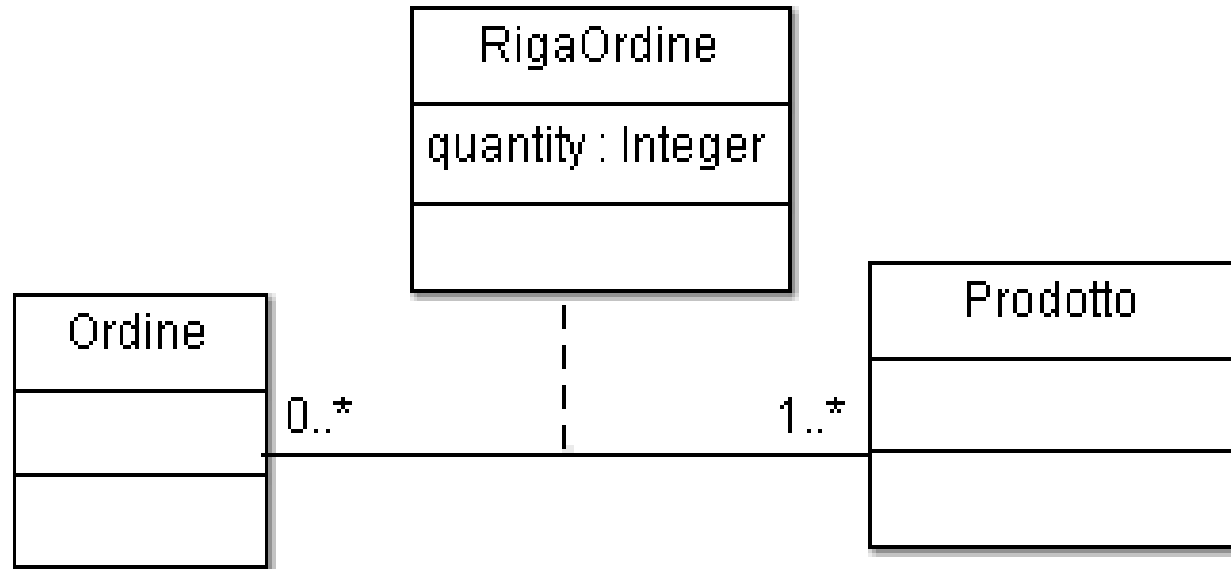 RigaOrdine
quantity : Integer
Ordine
Prodotto
0..*
1..*